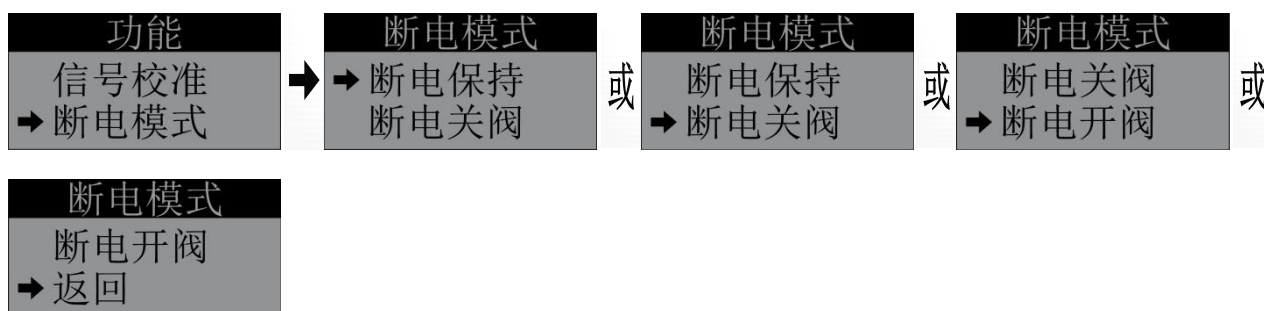 功能
信号校准
➡断电模式
➡
断电模式
➡断电保持
断电关阀
或
断电模式
断电保持
➡断电关阀
或
断电模式
断电关阀
➡断电开阀
或
断电模式
断电开阀
➡返回